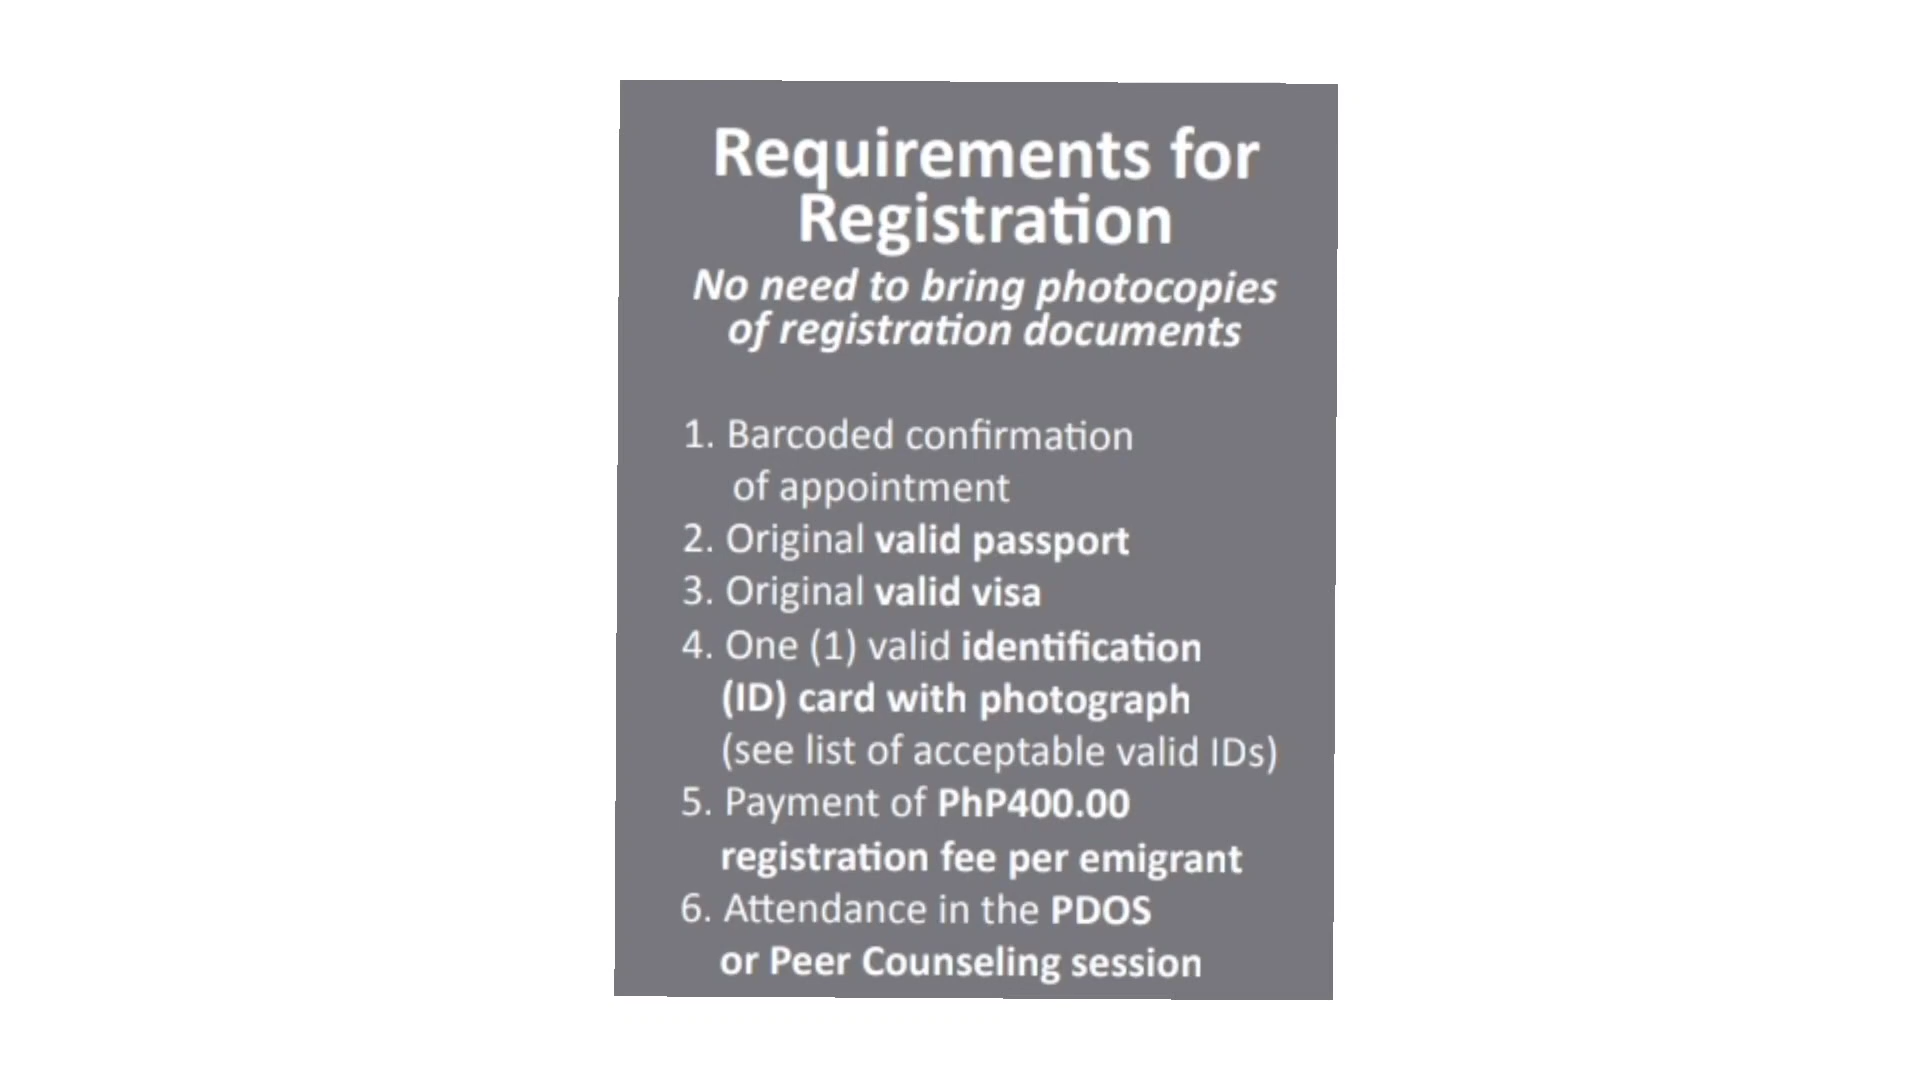 Requirements for
Registration
No need to bring photocopies
of registration documents
1. Barcoded confirmation
of appointment
2. Original valid passport
3. Original valid visa
4. One (1) valid identification
(ID) card with photograph
(see list of acceptable valid IDs)
5. Payment of PhP400.00
registration fee per emigrant
6. Attendance in the PDOS
or Peer Counseling session